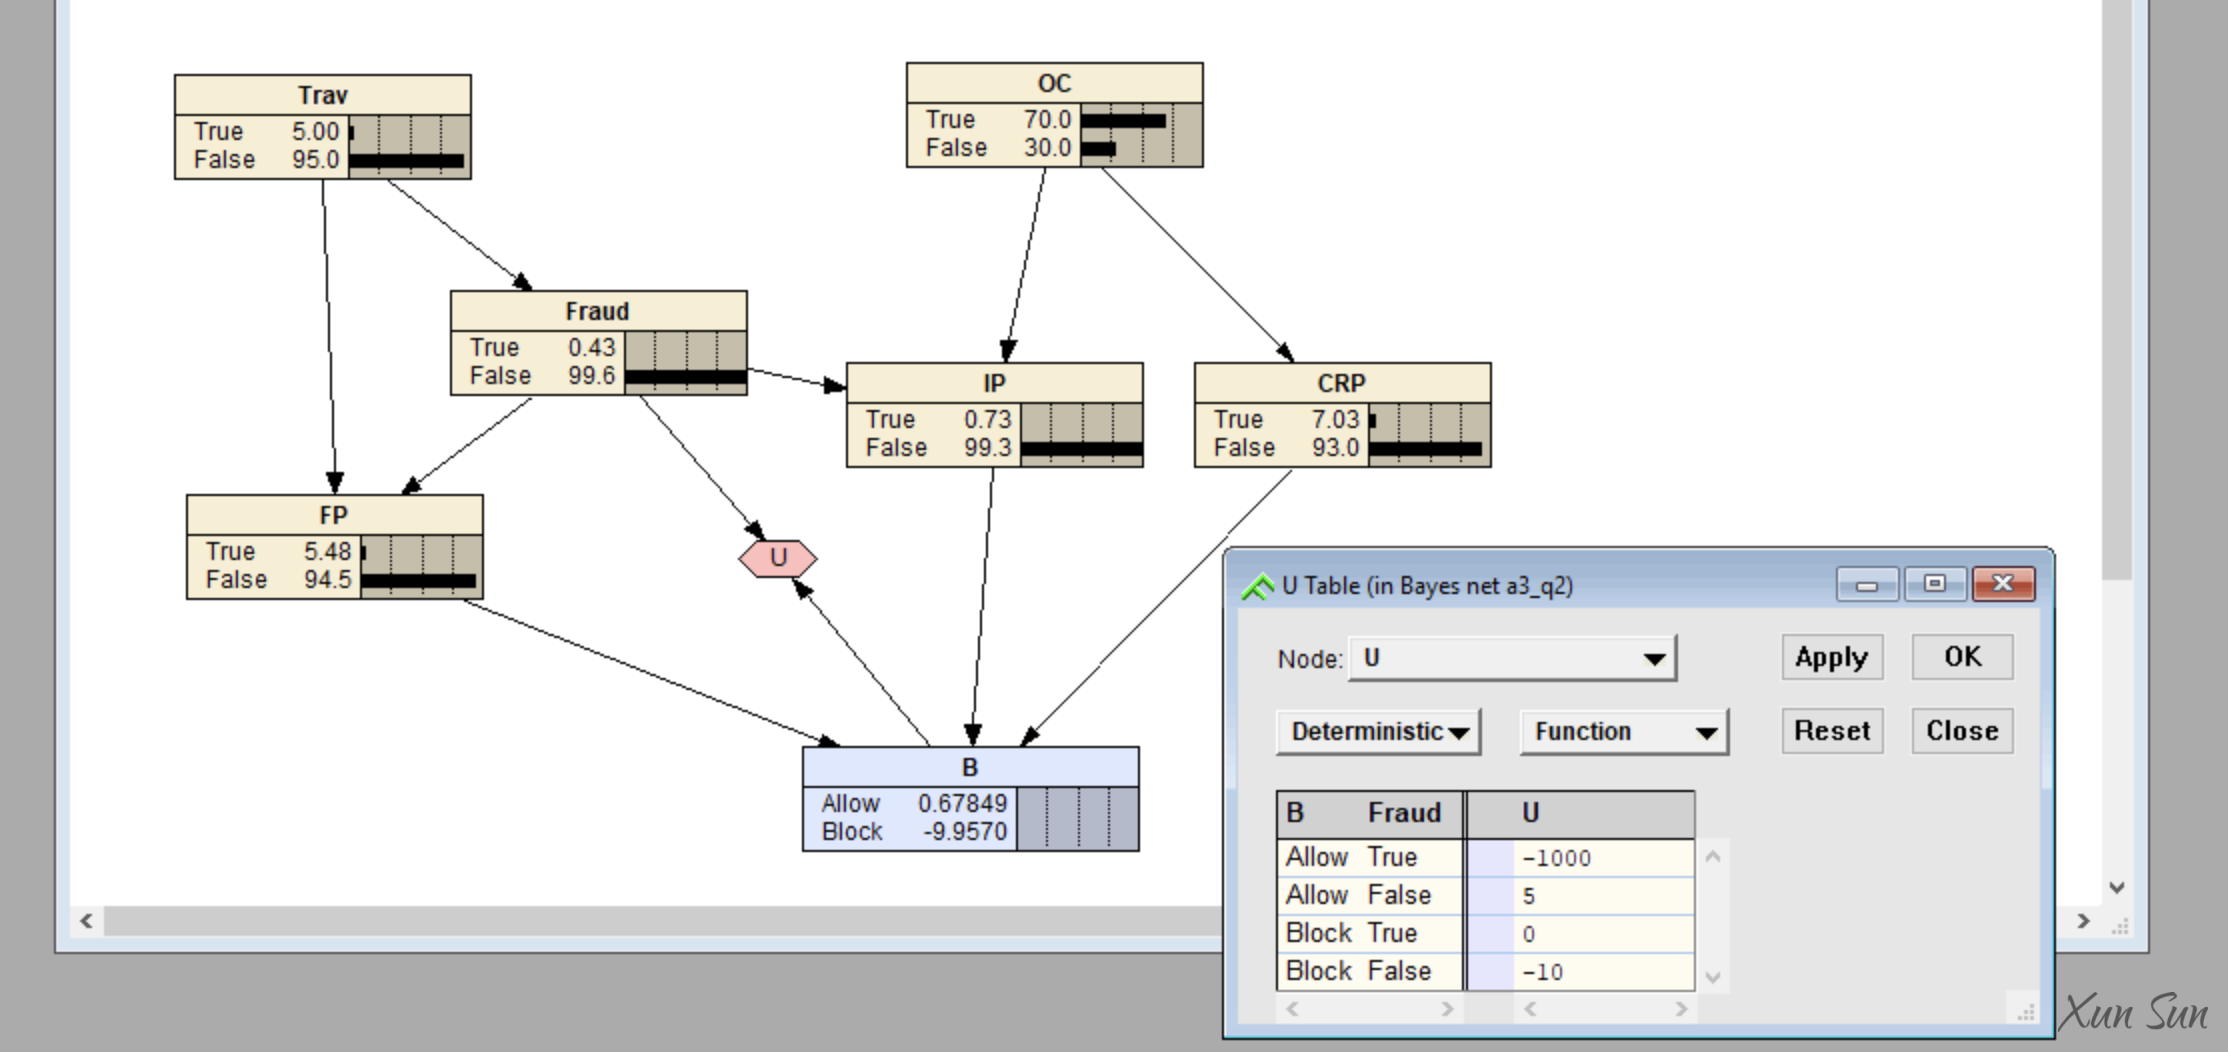 Trav
True 5.00
False 95.0
OC
True 70.0
False 30.0
Fraud
True 0.43
False 99.6
IP
True 0.73
False 99.3
CRP
True 7.03
False 93.0
FP
True 5.48
False 94.5
U
B
Allow 0.67849
Block -9.9570
U Table (in Bayes net a3_q2)
Node: U
Apply OK
Deterministic Function
Reset Close
B Fraud U
Allow True -1000
Allow False 5
Block True 0
Block False -10
Xun Sun